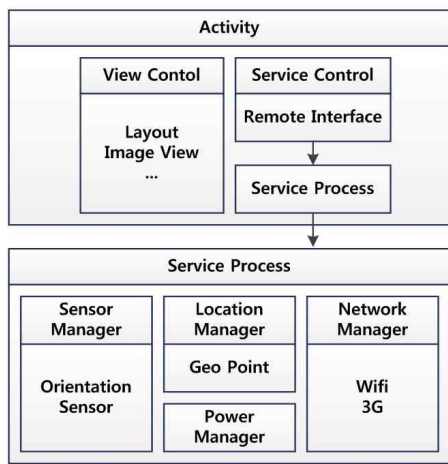 Activity
View Contol
Layout
Image View
...
Service Control
Remote Interface
Service Process
Service Process
Sensor
Manager
Orientation
Sensor
Location
Manager
Geo Point
Power
Manager
Network
Manager
Wifi
3G